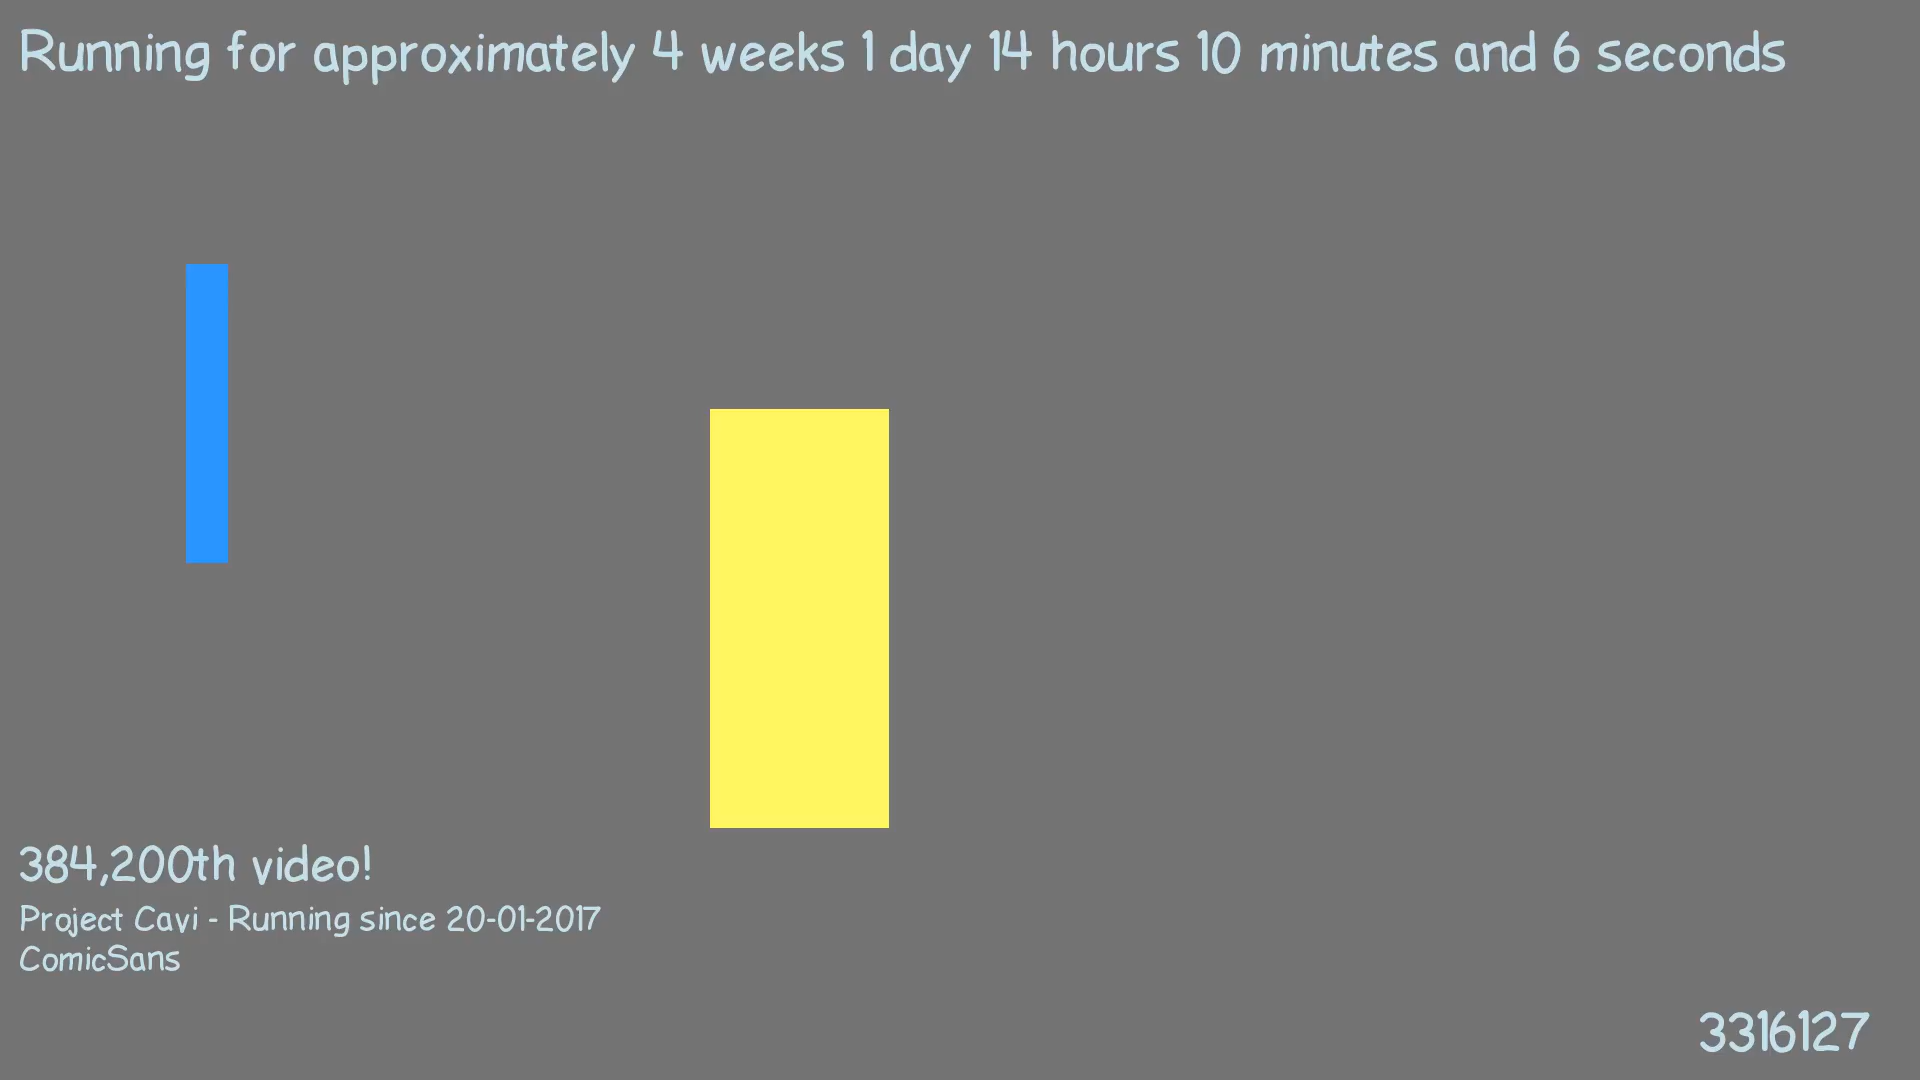 Running for approximately 4 weeks 1 day 14 hours 10 minutes and 6 seconds
384,200th video!
Project Cavi - Running since 20-01-2017
ComicSans
3316127